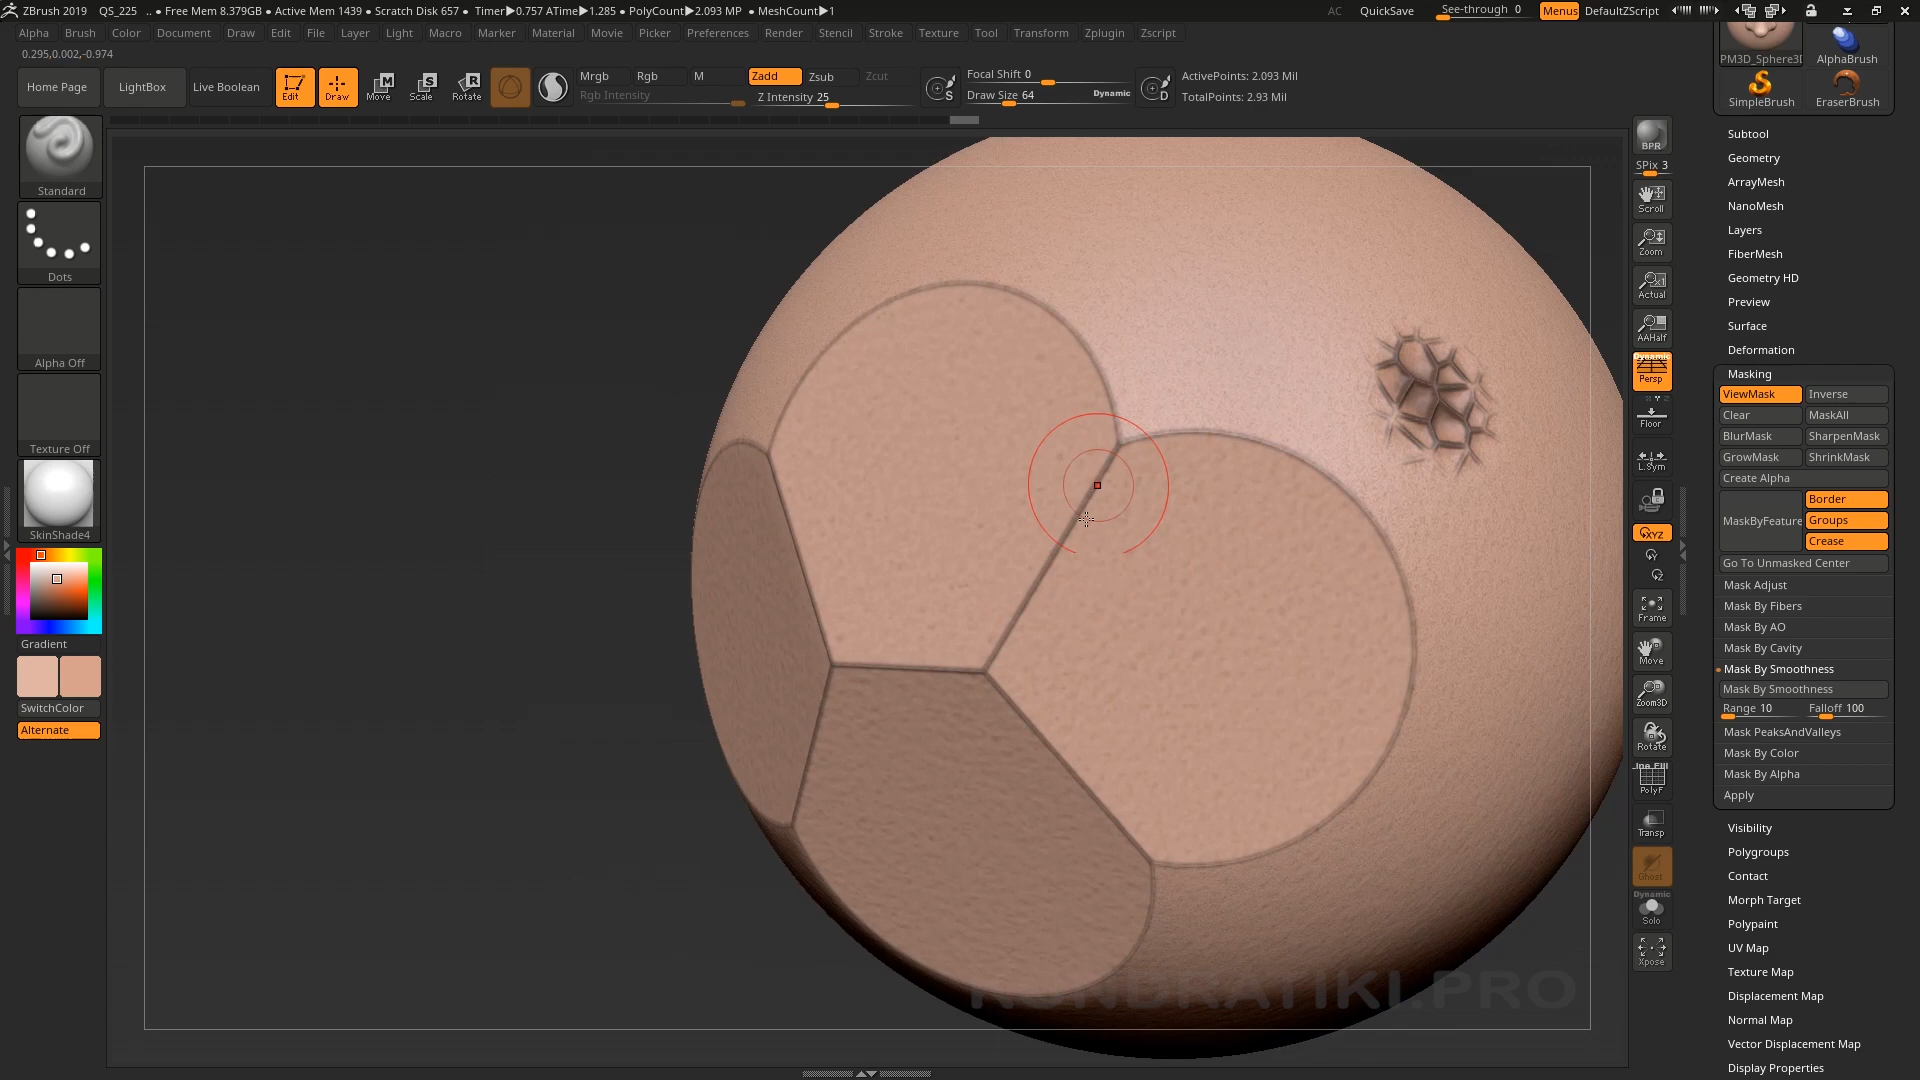 ZBrush 2019 QS_225 .. • Free Mem 8.379GB • Active Mem 1439 • Scratch Disk 657 • Timer▶0.757 ATime▶1.285 • PolyCount▶2.093 MP • MeshCount▶1 AC QuickSave See-through 0 Menus DefaultZScript
Alpha Brush Color Document Draw Edit File Layer Light Macro Marker Material Movie Picker Preferences Render Stencil Stroke Texture Tool Transform Zplugin Zscript
0.295,0.002,-0.974
Home Page LightBox Live Boolean Edit Draw Move Scale Rotate
Mrgb Rgb M Zadd Zsub Zcut
Rgb Intensity Z Intensity 25
S Focal Shift 0
Draw Size 64 Dynamic
D ActivePoints: 2.093 Mil
TotalPoints: 2.93 Mil
Standard
Dots
Alpha Off
Texture Off
SkinShade4
Gradient
SwitchColor
Alternate
KONDRATIKI.PRO
BPR
SPix 3
Scroll
Zoom
Actual
AAHalf
Dynamic
Persp
Floor
L.Sym
XYZ
Y
Z
Frame
Move
Zoom3D
Rotate
Line Fill
PolyF
Transp
Ghost
Dynamic
Solo
Xpose
PM3D_Sphere3D AlphaBrush
SimpleBrush EraserBrush
Subtool
Geometry
ArrayMesh
NanoMesh
Layers
FiberMesh
Geometry HD
Preview
Surface
Deformation
Masking
ViewMask Inverse
Clear MaskAll
BlurMask SharpenMask
GrowMask ShrinkMask
Create Alpha
MaskByFeature Border
Groups
Crease
Go To Unmasked Center
Mask Adjust
Mask By Fibers
Mask By AO
Mask By Cavity
Mask By Smoothness
Mask By Smoothness
Range 10 Falloff 100
Mask PeaksAndValleys
Mask By Color
Mask By Alpha
Apply
Visibility
Polygroups
Contact
Morph Target
Polypaint
UV Map
Texture Map
Displacement Map
Normal Map
Vector Displacement Map
Display Properties